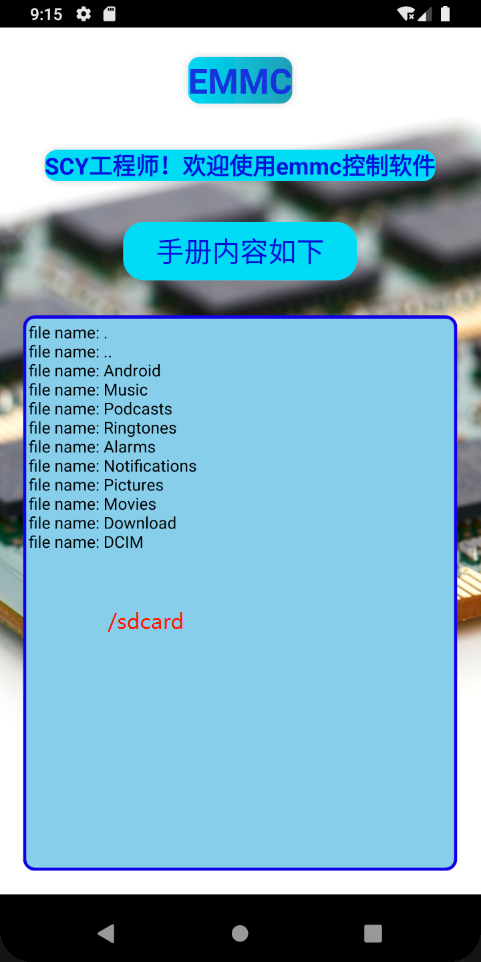 9:15
EMMC
SCY工程师！欢迎使用emmc控制软件
手册内容如下
file name: .
file name: ..
file name: Android
file name: Music
file name: Podcasts
file name: Ringtones
file name: Alarms
file name: Notifications
file name: Pictures
file name: Movies
file name: Download
file name: DCIM
/sdcard